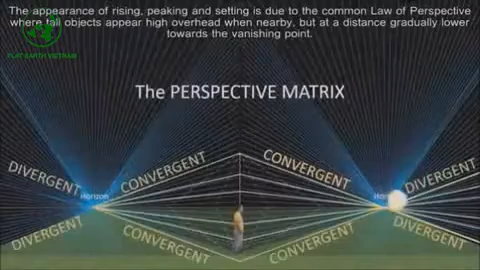 The appearance of rising, peaking and setting is due to the common Law of Perspective
where tall objects appear high overhead when nearby, but at a distance gradually lower
towards the vanishing point.
FLAT EARTH VIETNAM
The PERSPECTIVE MATRIX
DIVERGENT
CONVERGENT
CONVERGENT
DIVERGENT
Horizon
DIVERGENT
CONVERGENT
CONVERGENT
DIVERGENT